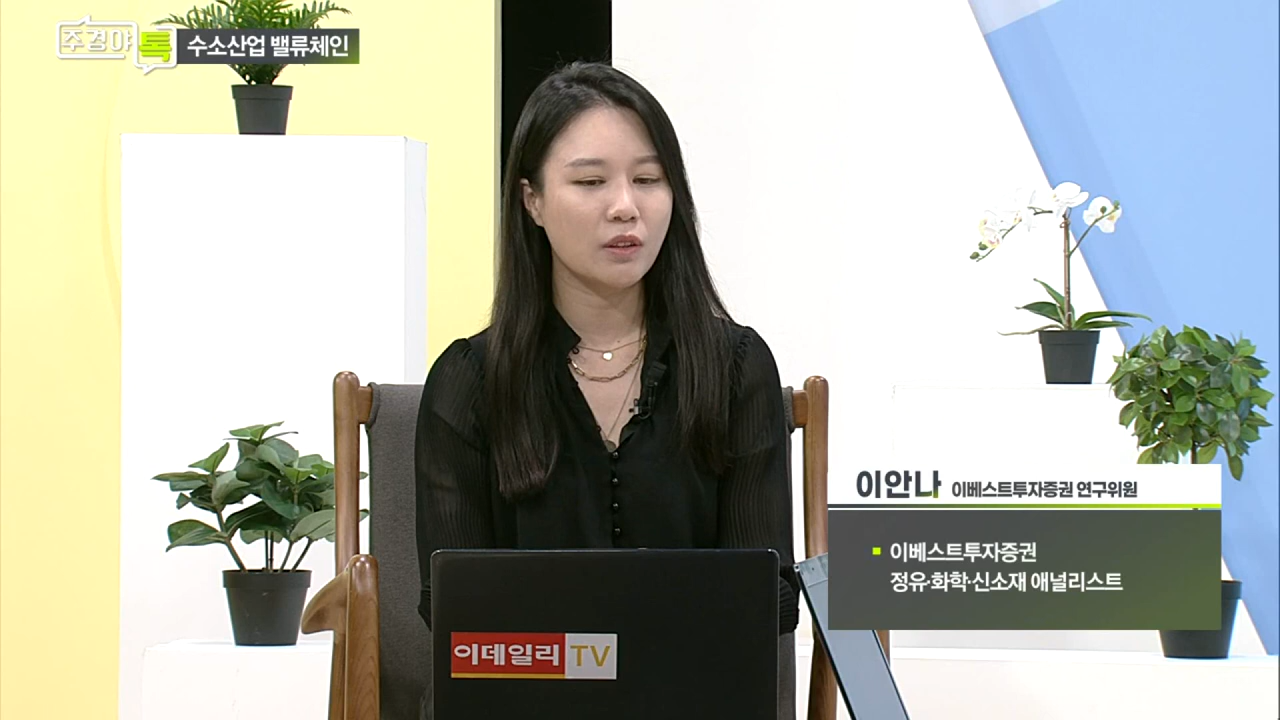 주경야톡 수소산업 밸류체인
이안나 이베스트투자증권 연구위원
이베스트투자증권
정유·화학·신소재 애널리스트
이데일리 TV